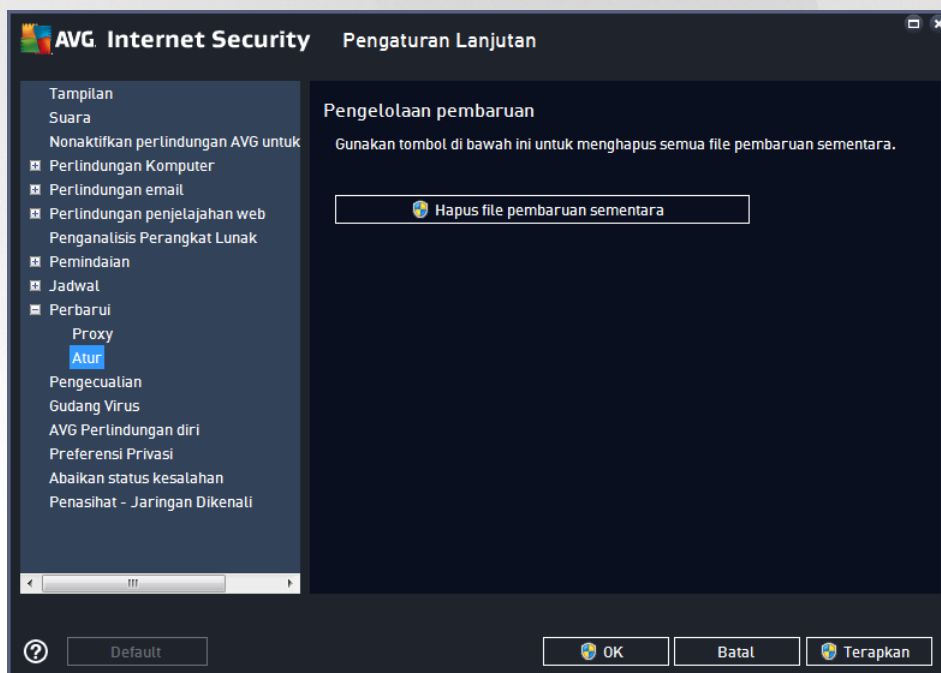 AVG Internet Security Pengaturan Lanjutan
Tampilan
Suara
Nonaktifkan perlindungan AVG untuk
Perlindungan Komputer
Perlindungan email
Perlindungan penjelajahan web
Penganalisis Perangkat Lunak
Pemindaian
Jadwal
Perbarui
Proxy
Atur
Pengecualian
Gudang Virus
AVG Perlindungan diri
Preferensi Privasi
Abaikan status kesalahan
Penasihat - Jaringan Dikenali
Pengelolaan pembaruan
Gunakan tombol di bawah ini untuk menghapus semua file pembaruan sementara.
Hapus file pembaruan sementara
Default
OK
Batal
Terapkan